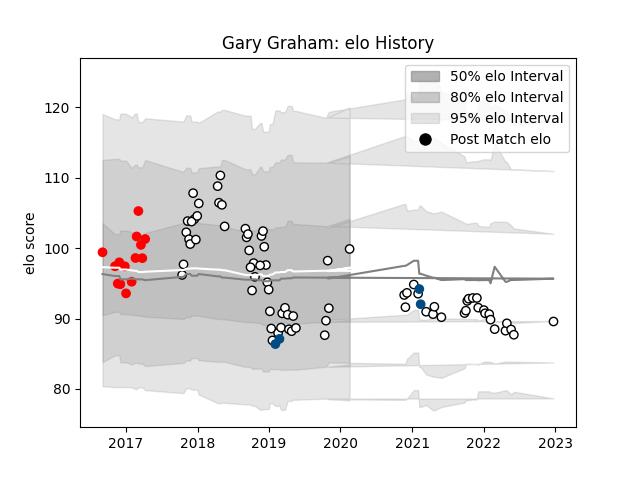 Gary Graham: elo History
50% elo Interval
80% elo Interval
95% elo Interval
Post Match elo
elo score
120
110
100
90
80
2017 2018 2019 2020 2021 2022 2023